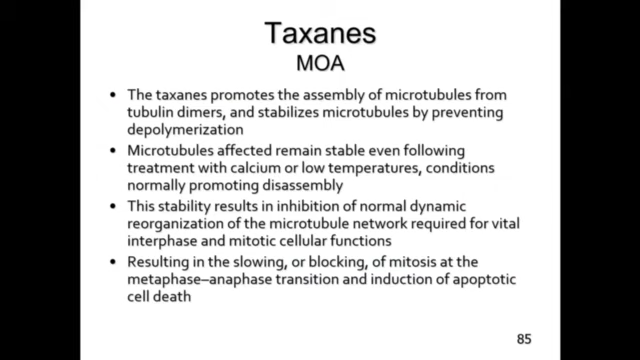 Taxanes
MOA
• The taxanes promotes the assembly of microtubules from
tubulin dimers, and stabilizes microtubules by preventing
depolymerization
• Microtubules affected remain stable even following
treatment with calcium or low temperatures, conditions
normally promoting disassembly
• This stability results in inhibition of normal dynamic
reorganization of the microtubule network required for vital
interphase and mitotic cellular functions
• Resulting in the slowing, or blocking, of mitosis at the
metaphase–anaphase transition and induction of apoptotic
cell death
85